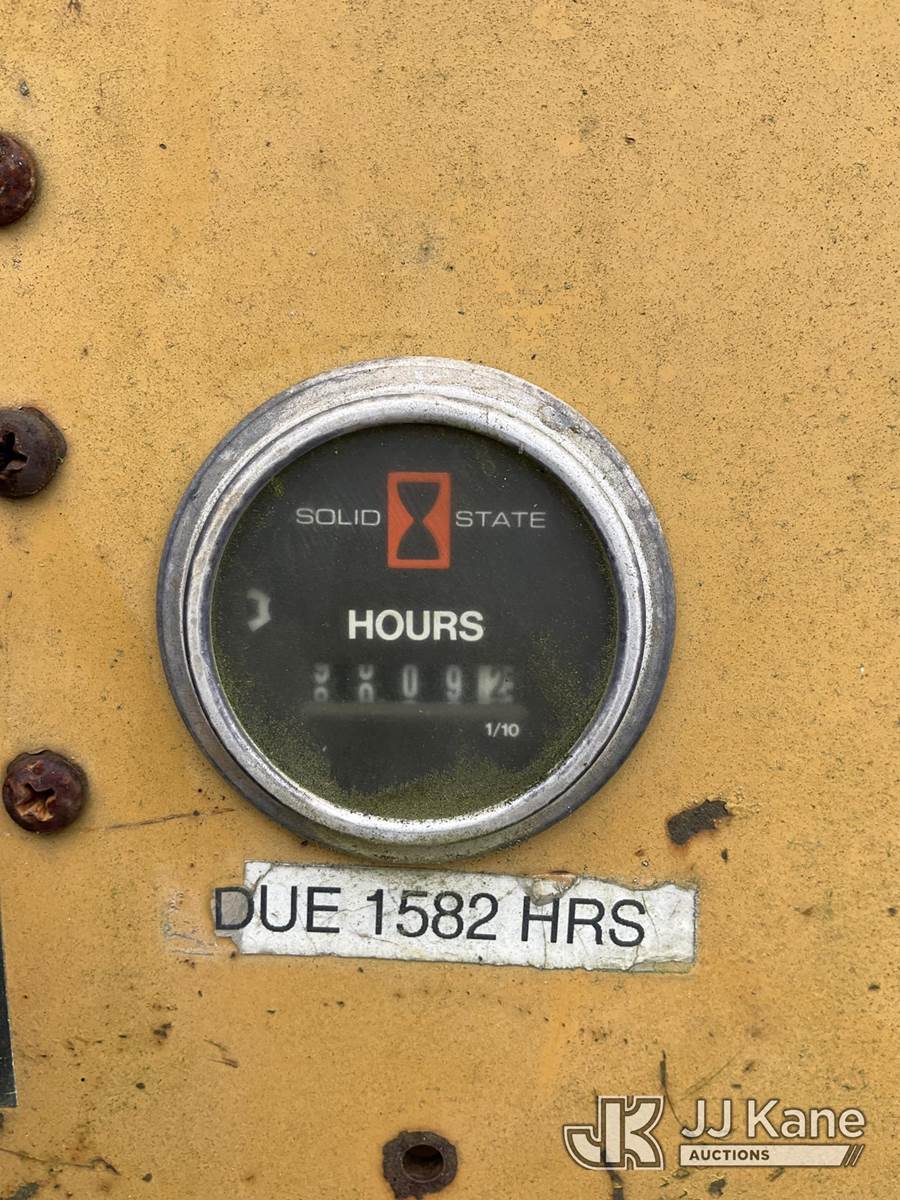 SOLID STATE
HOURS
1/10
DUE 1582 HRS
JK JJ Kane
AUCTIONS